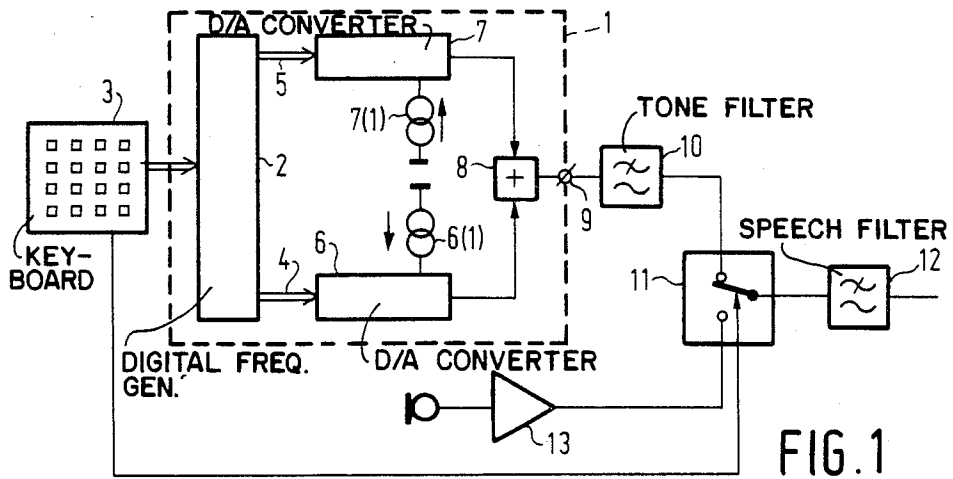 D/A CONVERTER
7
7
1
5
3
7(1)
TONE FILTER
10
2
8
+
9
6(1)
SPEECH FILTER
KEY-
BOARD
4
6
11
12
DIGITAL FREQ.
GEN.
D/A CONVERTER
13
FIG.1